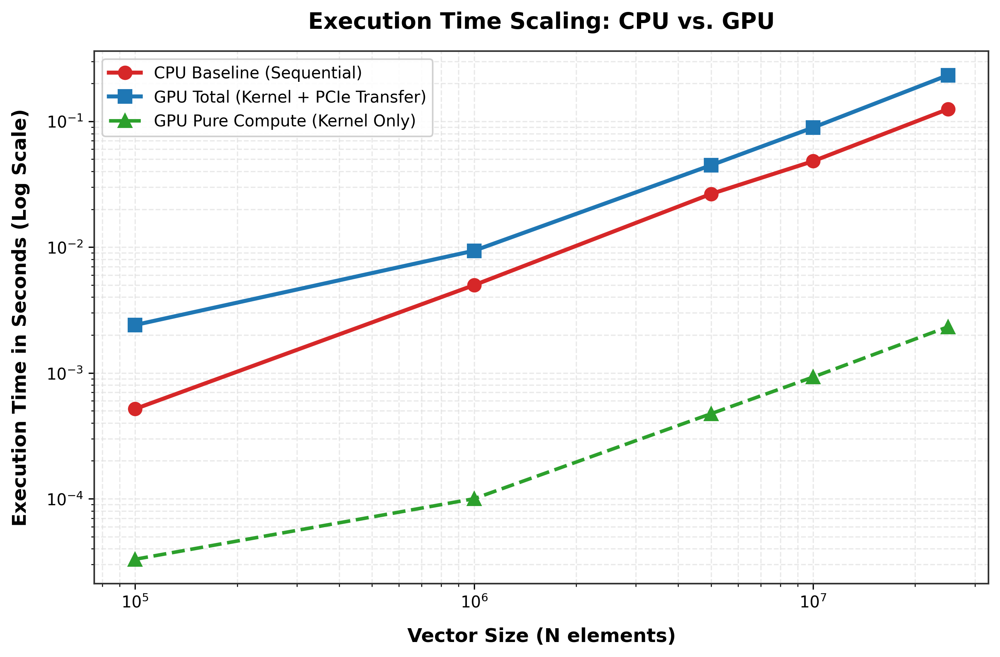 Execution Time Scaling: CPU vs. GPU
CPU Baseline (Sequential)
GPU Total (Kernel + PCIe Transfer)
GPU Pure Compute (Kernel Only)
Execution Time in Seconds (Log Scale)
10⁻¹
10⁻²
10⁻³
10⁻⁴
10⁵ 10⁶ 10⁷
Vector Size (N elements)